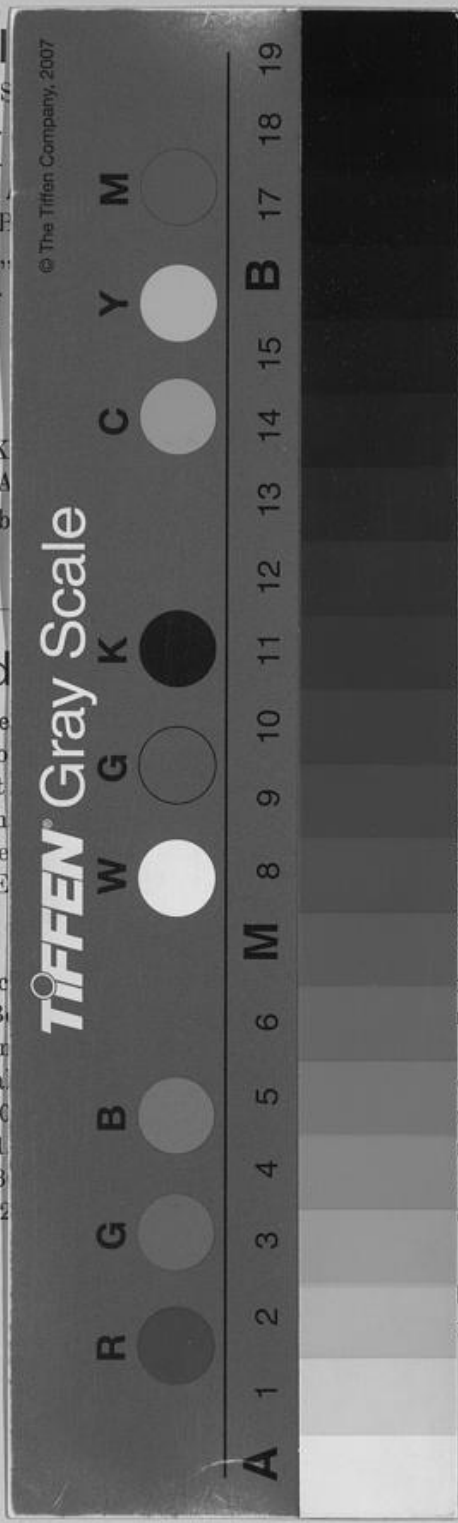 TIFFEN® Gray Scale
© The Tiffen Company, 2007
R G B W G K C Y M
A 1 2 3 4 5 6 M 8 9 10 11 12 13 14 15 B 17 18 19